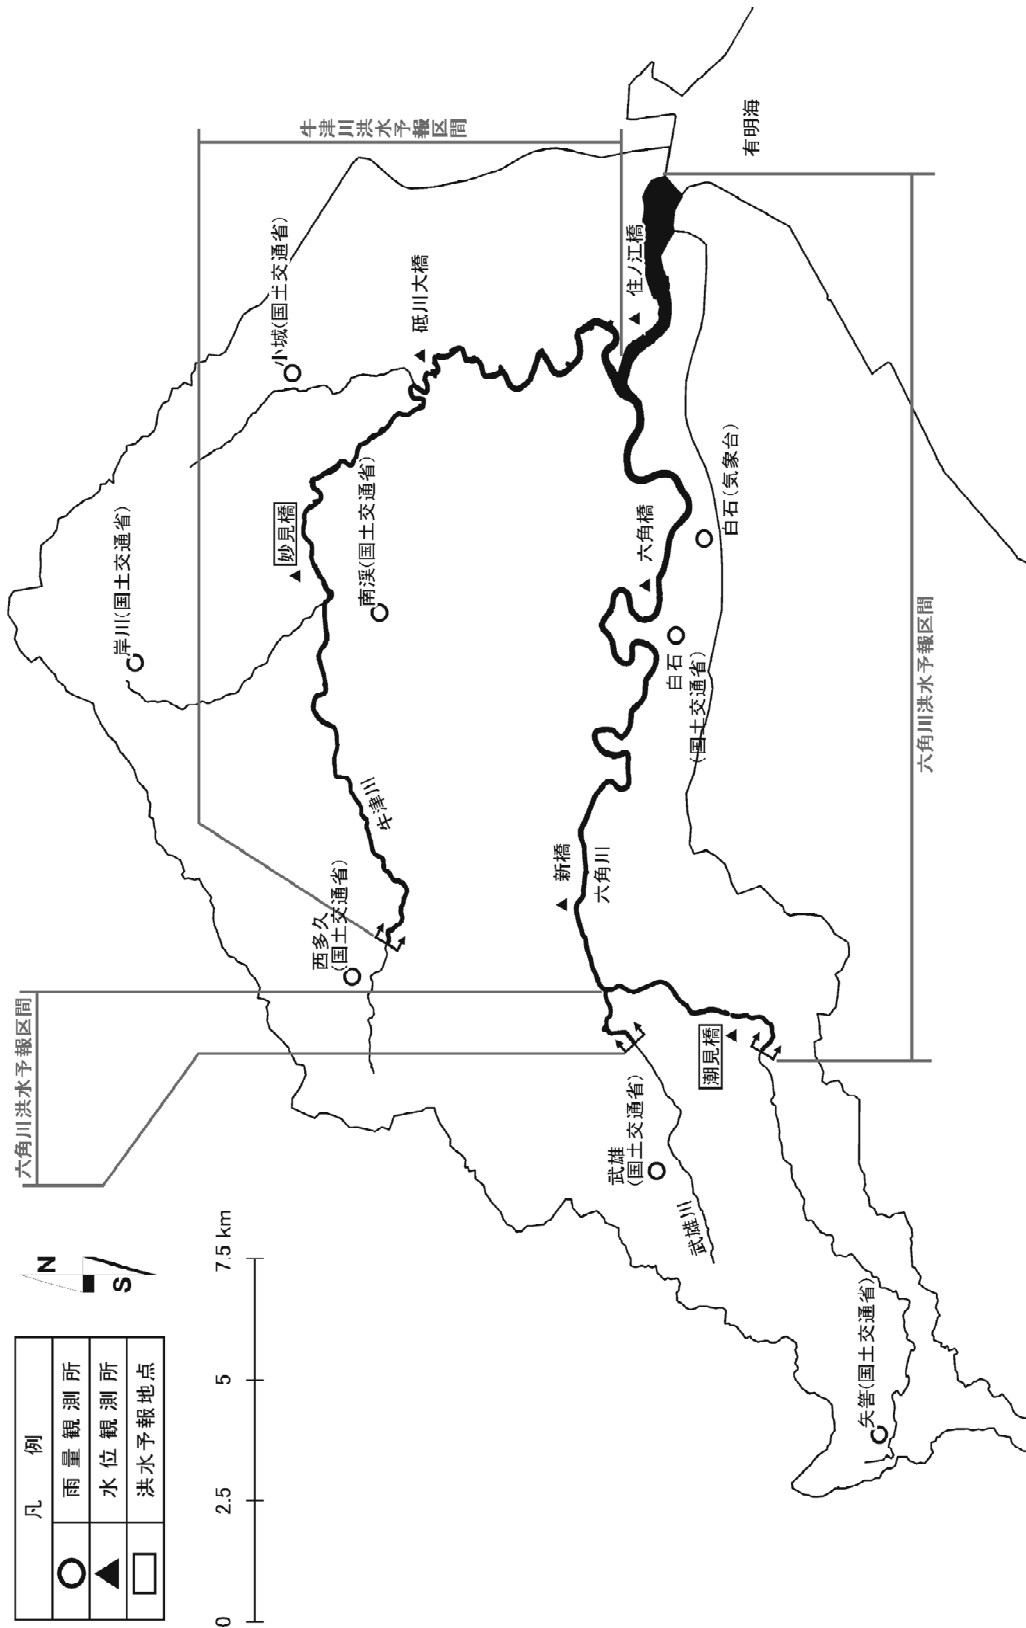 凡 例
雨量観測所
水位観測所
洪水予報地点
N
S
0
2.5
5
7.5 km
六角川洪水予報区間
牛津川洪水予報区間
六角川洪水予報区間
岸川(国土交通省)
小城(国土交通省)
妙見橋
砥川大橋
南渓(国土交通省)
牛津川
西多久
(国土交通省)
住ノ江橋
有明海
六角橋
新橋
六角川
白石(気象台)
白石
(国土交通省)
潮見橋
武雄
(国土交通省)
武雄川
矢筈(国土交通省)